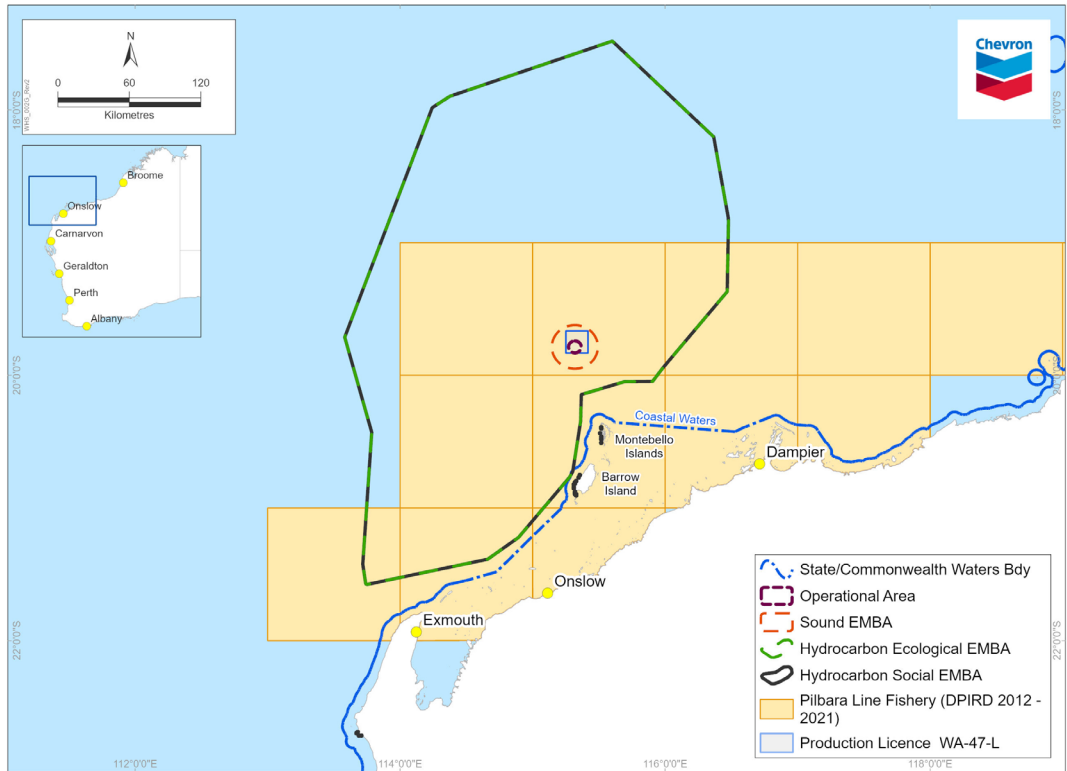 N
0
60
120
Kilometres
WHS_0026_Rev2
Chevron
18°0'0"S
18°0'0"S
Broome
Onslow
Carnarvon
Geraldton
Perth
Albany
20°0'0"S
20°0'0"S
Coastal Waters
Montebello
Islands
Dampier
Barrow
Island
Onslow
Exmouth
22°0'0"S
22°0'0"S
State/Commonwealth Waters Bdy
Operational Area
Sound EMBA
Hydrocarbon Ecological EMBA
Hydrocarbon Social EMBA
Pilbara Line Fishery (DPIRD 2012 -
2021)
Production Licence WA-47-L
112°0'0"E
114°0'0"E
116°0'0"E
118°0'0"E